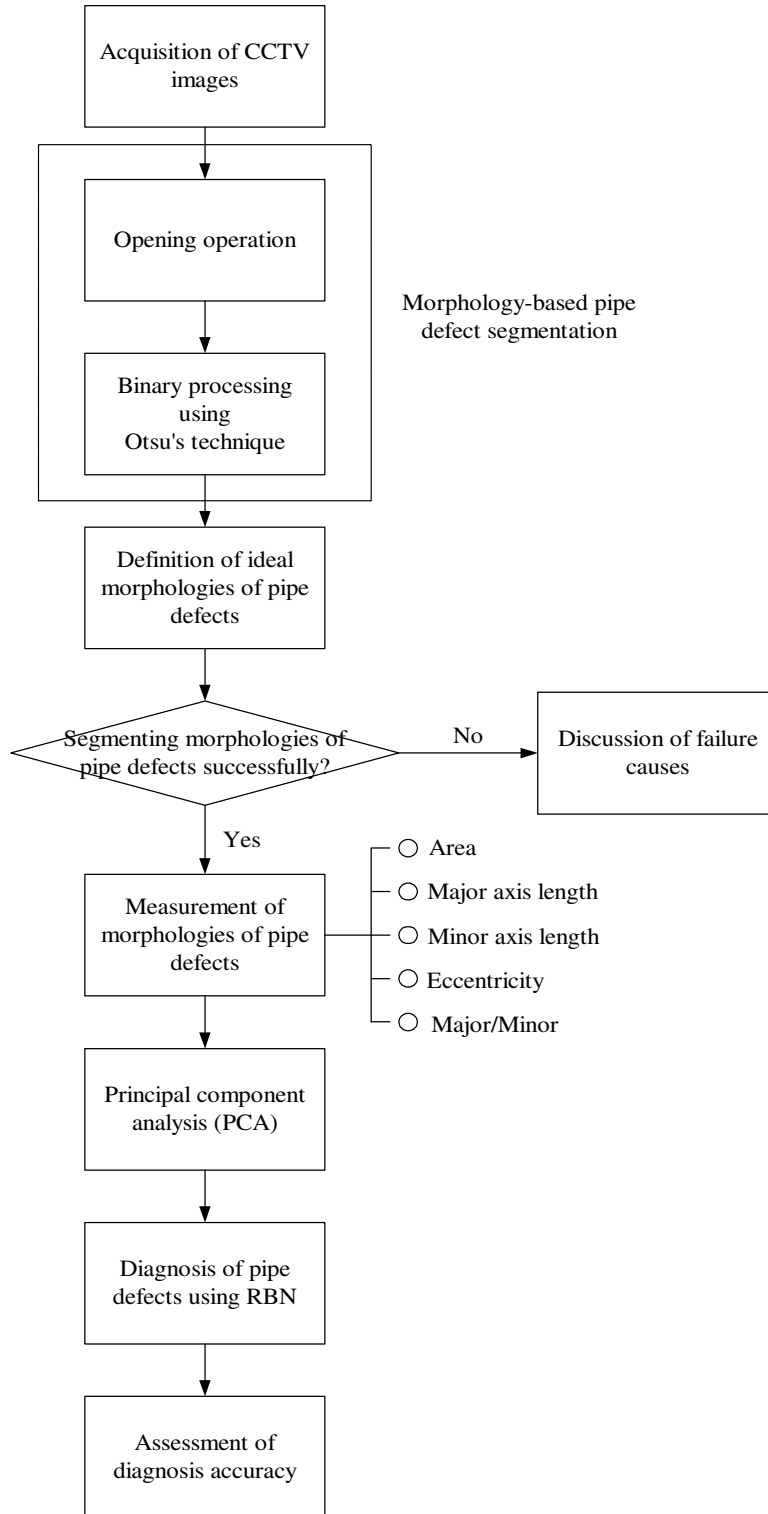 Acquisition of CCTV
images
Opening operation
Morphology-based pipe
defect segmentation
Binary processing
using
Otsu's technique
Definition of ideal
morphologies of pipe
defects
Segmenting morphologies of
pipe defects successfully?
No
Discussion of failure
causes
Yes
Measurement of
morphologies of pipe
defects
Area
Major axis length
Minor axis length
Eccentricity
Major/Minor
Principal component
analysis (PCA)
Diagnosis of pipe
defects using RBN
Assessment of
diagnosis accuracy